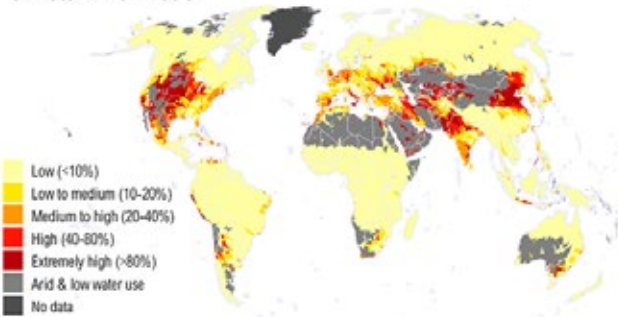 Low (<10%)
Low to medium (10-20%)
Medium to high (20-40%)
High (40-80%)
Extremely high (>80%)
Arid & low water use
No data